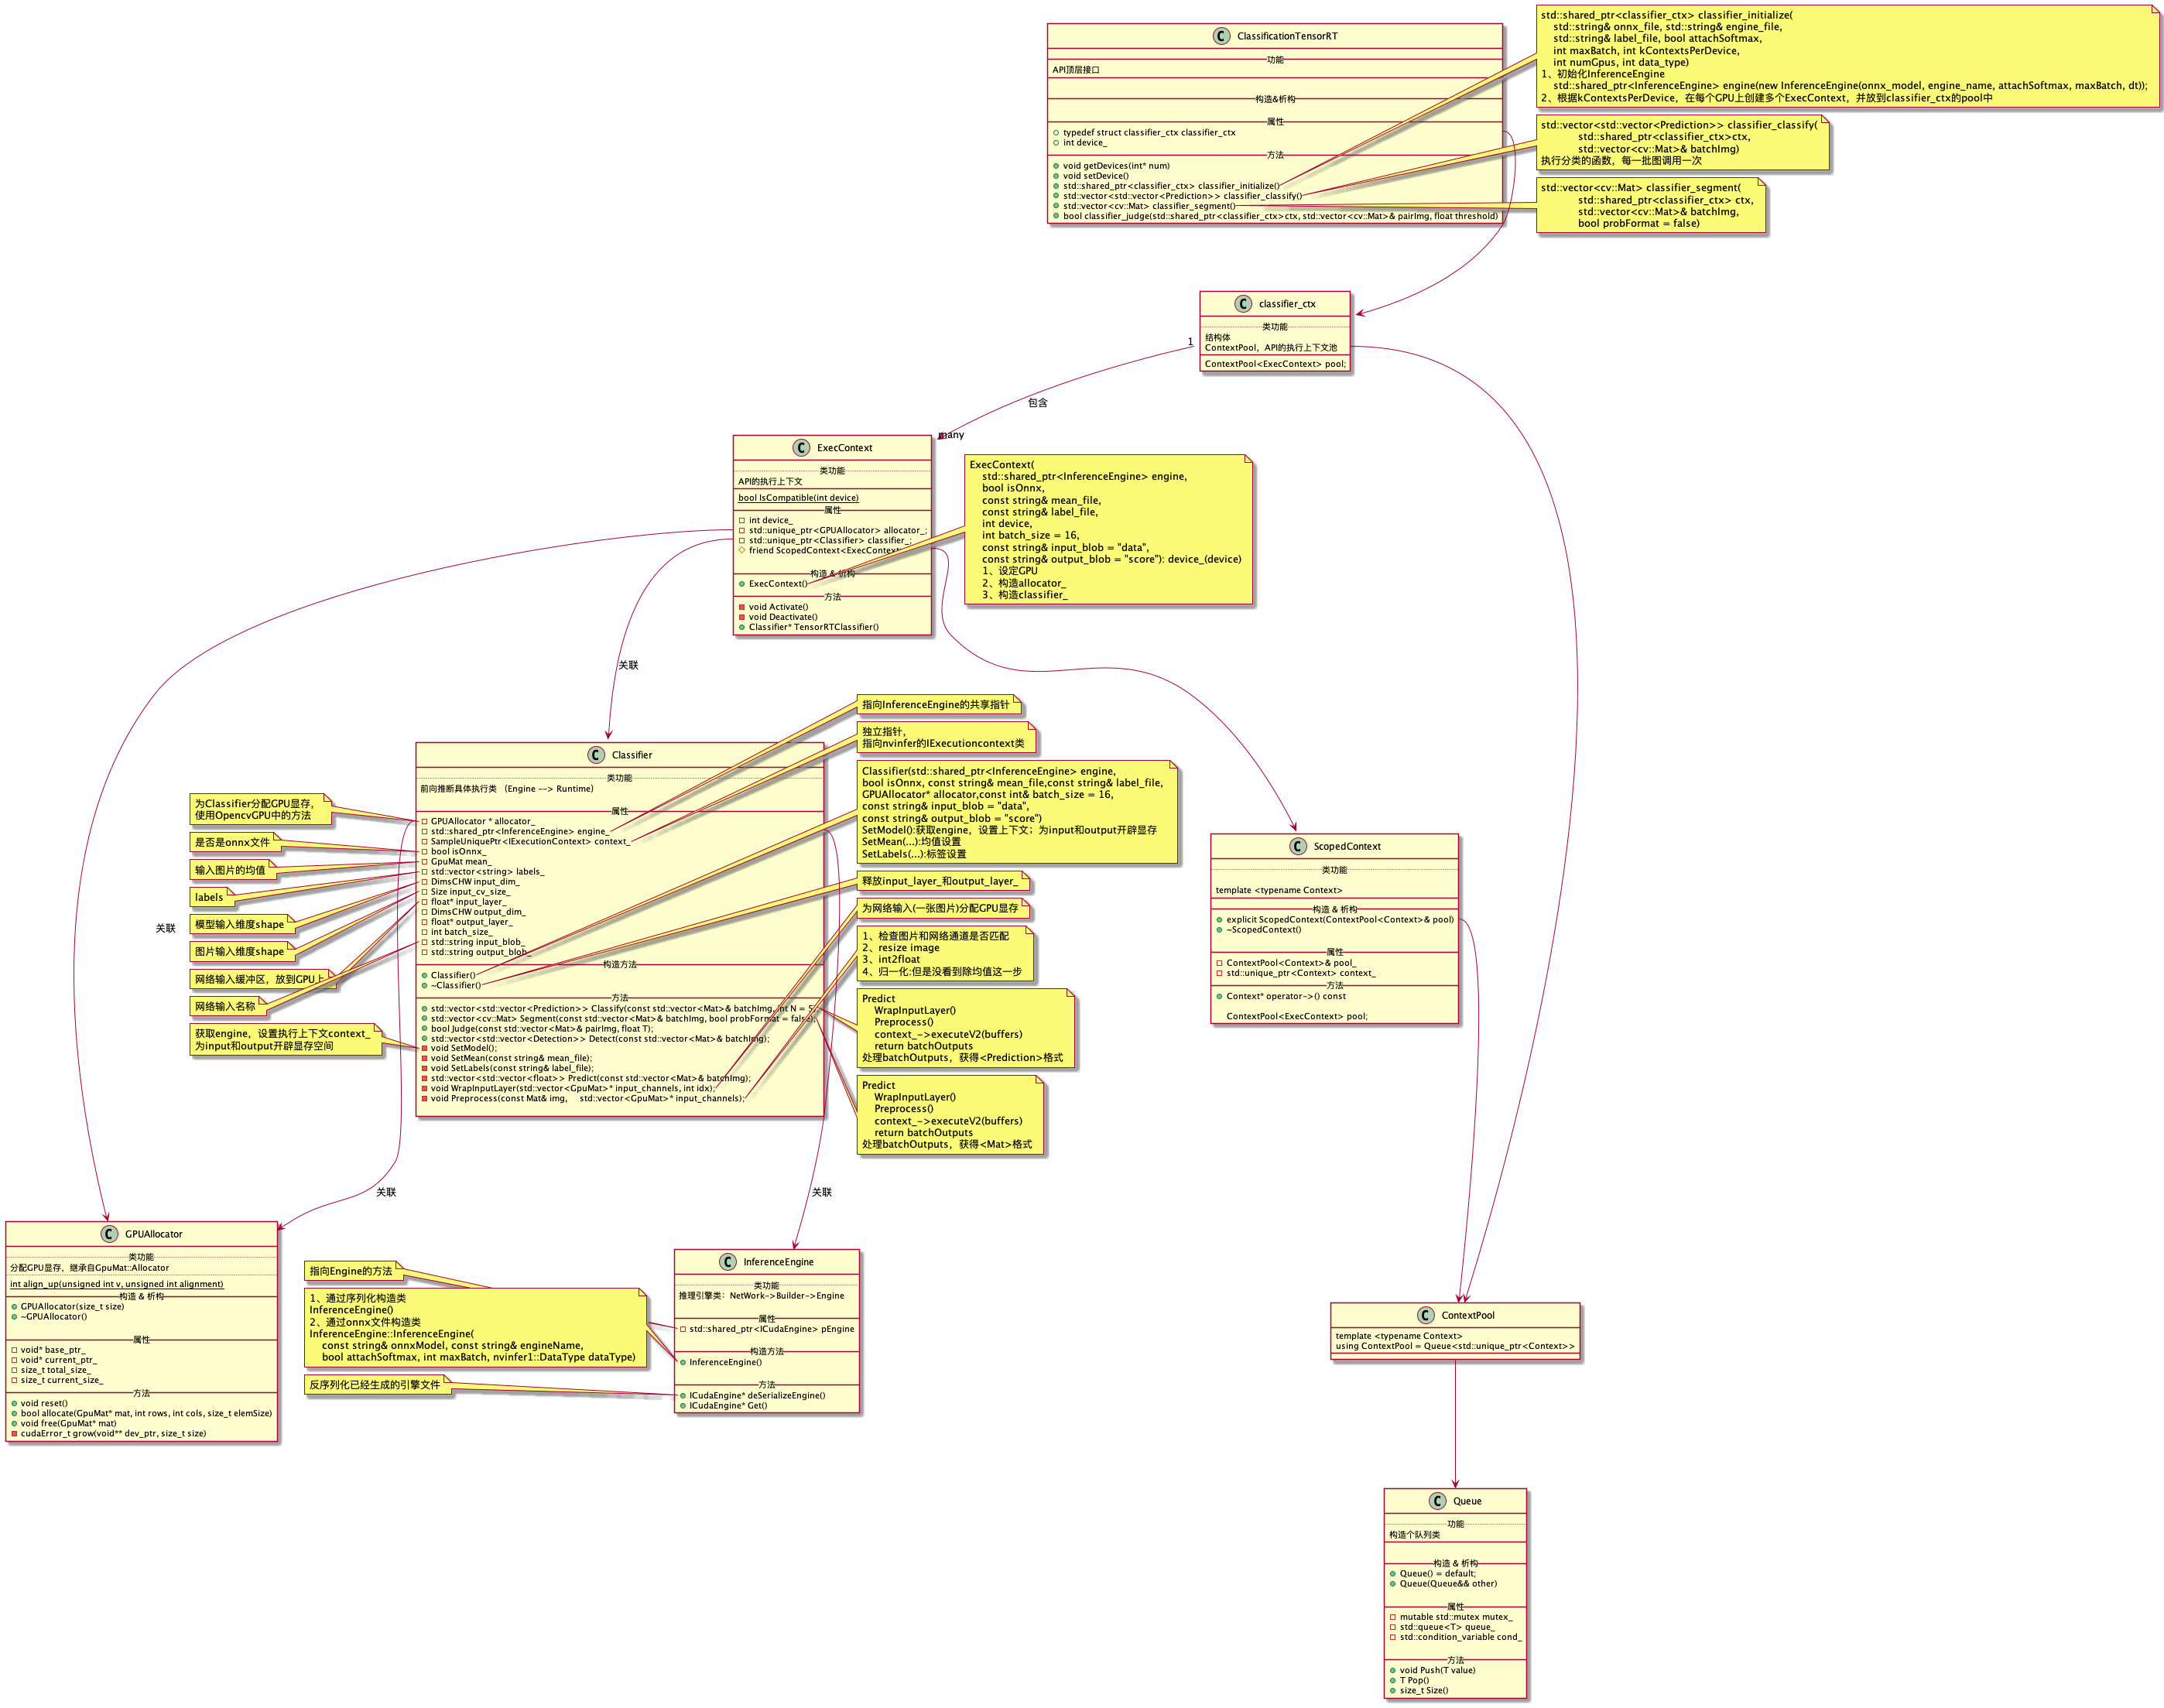 ClassificationTensorRT
功能
API顶层接口
构造&析构
属性
typedef struct classifier_ctx classifier_ctx
int device_
方法
void getDevices(int* num)
void setDevice()
std::shared_ptr<classifier_ctx> classifier_initialize()
std::vector<std::vector<Prediction>> classifier_classify()
std::vector<cv::Mat> classifier_segment()
bool classifier_judge(std::shared_ptr<classifier_ctx>ctx, std::vector<cv::Mat>& pairImg, float threshold)
std::shared_ptr<classifier_ctx> classifier_initialize(
std::string& onnx_file, std::string& engine_file,
std::string& label_file, bool attachSoftmax,
int maxBatch, int kContextsPerDevice,
int numGpus, int data_type)
1、初始化InferenceEngine
std::shared_ptr<InferenceEngine> engine(new InferenceEngine(onnx_model, engine_name, attachSoftmax, maxBatch, dt));
2、根据kContextsPerDevice，在每个GPU上创建多个ExecContext，并放到classifier_ctx的pool中
std::vector<std::vector<Prediction>> classifier_classify(
std::shared_ptr<classifier_ctx>ctx,
std::vector<cv::Mat>& batchImg)
执行分类的函数，每一批图调用一次
std::vector<cv::Mat> classifier_segment(
std::shared_ptr<classifier_ctx> ctx,
std::vector<cv::Mat>& batchImg,
bool probFormat = false)
classifier_ctx
类功能
结构体
ContextPool，API的执行上下文池
ContextPool<ExecContext> pool;
1
包含
many
ExecContext
类功能
API的执行上下文
bool IsCompatible(int device)
属性
int device_
std::unique_ptr<GPUAllocator> allocator_;
std::unique_ptr<Classifier> classifier_;
friend ScopedContext<ExecContext
构造 & 析构
ExecContext()
方法
void Activate()
void Deactivate()
Classifier* TensorRTClassifier()
ExecContext(
std::shared_ptr<InferenceEngine> engine,
bool isOnnx,
const string& mean_file,
const string& label_file,
int device,
int batch_size = 16,
const string& input_blob = "data",
const string& output_blob = "score"): device_(device)
1、设定GPU
2、构造allocator_
3、构造classifier_
关联
关联
Classifier
类功能
前向推断具体执行类 （Engine --> Runtime）
属性
GPUAllocator * allocator_
std::shared_ptr<InferenceEngine> engine_
SampleUniquePtr<IExecutionContext> context_
bool isOnnx_
GpuMat mean_
std::vector<string> labels_
DimsCHW input_dim_
Size input_cv_size_
float* input_layer_
DimsCHW output_dim_
float* output_layer_
int batch_size_
std::string input_blob_
std::string output_blob_
构造方法
Classifier()
~Classifier()
方法
std::vector<std::vector<Prediction>> Classify(const std::vector<Mat>& batchImg, int N = 5);
std::vector<cv::Mat> Segment(const std::vector<Mat>& batchImg, bool probFormat = false);
bool Judge(const std::vector<Mat>& pairImg, float T);
std::vector<std::vector<Detection>> Detect(const std::vector<Mat>& batchImg);
void SetModel();
void SetMean(const string& mean_file);
void SetLabels(const string& label_file);
std::vector<std::vector<float>> Predict(const std::vector<Mat>& batchImg);
void WrapInputLayer(std::vector<GpuMat>* input_channels, int idx);
void Preprocess(const Mat& img, std::vector<GpuMat>* input_channels);
为Classifier分配GPU显存，
使用OpencvGPU中的方法
是否是onnx文件
输入图片的均值
labels
模型输入维度shape
图片输入维度shape
网络输入缓冲区，放到GPU上
网络输入名称
获取engine，设置执行上下文context_
为input和output开辟显存空间
指向InferenceEngine的共享指针
独立指针，
指向nvinfer的IExecutioncontext类
Classifier(std::shared_ptr<InferenceEngine> engine,
bool isOnnx, const string& mean_file,const string& label_file,
GPUAllocator* allocator,const int& batch_size = 16,
const string& input_blob = "data",
const string& output_blob = "score")
SetModel():获取engine，设置上下文；为input和output开辟显存
SetMean(...):均值设置
SetLabels(...):标签设置
释放input_layer_和output_layer_
为网络输入(一张图片)分配GPU显存
1、检查图片和网络通道是否匹配
2、resize image
3、int2float
4、归一化:但是没看到除均值这一步
Predict
WrapInputLayer()
Preprocess()
context_->executeV2(buffers)
return batchOutputs
处理batchOutputs，获得<Prediction>格式
Predict
WrapInputLayer()
Preprocess()
context_->executeV2(buffers)
return batchOutputs
处理batchOutputs，获得<Mat>格式
ScopedContext
类功能
template <typename Context>
构造 & 析构
explicit ScopedContext(ContextPool<Context>& pool)
~ScopedContext()
属性
ContextPool<Context>& pool_
std::unique_ptr<Context> context_
方法
Context* operator->() const
ContextPool<ExecContext> pool;
关联
关联
GPUAllocator
类功能
分配GPU显存，继承自GpuMat::Allocator
int align_up(unsigned int v, unsigned int alignment)
构造 & 析构
GPUAllocator(size_t size)
~GPUAllocator()
属性
void* base_ptr_
void* current_ptr_
size_t total_size_
size_t current_size_
方法
void reset()
bool allocate(GpuMat* mat, int rows, int cols, size_t elemSize)
void free(GpuMat* mat)
cudaError_t grow(void** dev_ptr, size_t size)
指向Engine的方法
1、通过序列化构造类
InferenceEngine()
2、通过onnx文件构造类
InferenceEngine::InferenceEngine(
const string& onnxModel, const string& engineName,
bool attachSoftmax, int maxBatch, nvinfer1::DataType dataType)
反序列化已经生成的引擎文件
InferenceEngine
类功能
推理引擎类：NetWork->Builder->Engine
属性
std::shared_ptr<ICudaEngine> pEngine
构造方法
InferenceEngine()
方法
ICudaEngine* deSerializeEngine()
ICudaEngine* Get()
ContextPool
template <typename Context>
using ContextPool = Queue<std::unique_ptr<Context>>
Queue
功能
构造个队列类
构造 & 析构
Queue() = default;
Queue(Queue&& other)
属性
mutable std::mutex mutex_
std::queue<T> queue_
std::condition_variable cond_
方法
void Push(T value)
T Pop()
size_t Size()